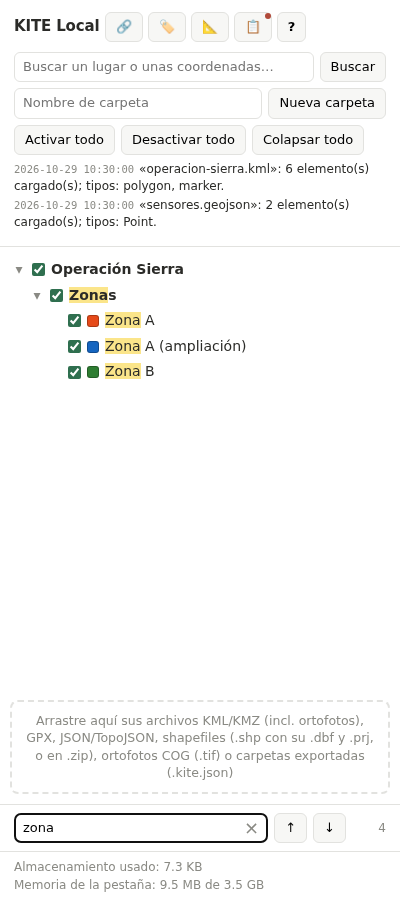 KITE Local
?
Buscar un lugar o unas coordenadas...
Buscar
Nombre de carpeta
Nueva carpeta
Activar todo
Desactivar todo
Colapsar todo
2026-10-29 10:30:00 «operacion-sierra.kml»: 6 elemento(s)
cargado(s); tipos: polygon, marker.
2026-10-29 10:30:00 «sensores.geojson»: 2 elemento(s)
cargado(s); tipos: Point.
Operación Sierra
Zonas
Zona A
Zona A (ampliación)
Zona B
Arrastre aquí sus archivos KML/KMZ (incl. ortofotos),
GPX, JSON/TopoJSON, shapefiles (.shp con su .dbf y .prj,
o en .zip), ortofotos COG (.tif) o carpetas exportadas
(.kite.json)
zona
↑
↓
4
Almacenamiento usado: 7.3 KB
Memoria de la pestaña: 9.5 MB de 3.5 GB